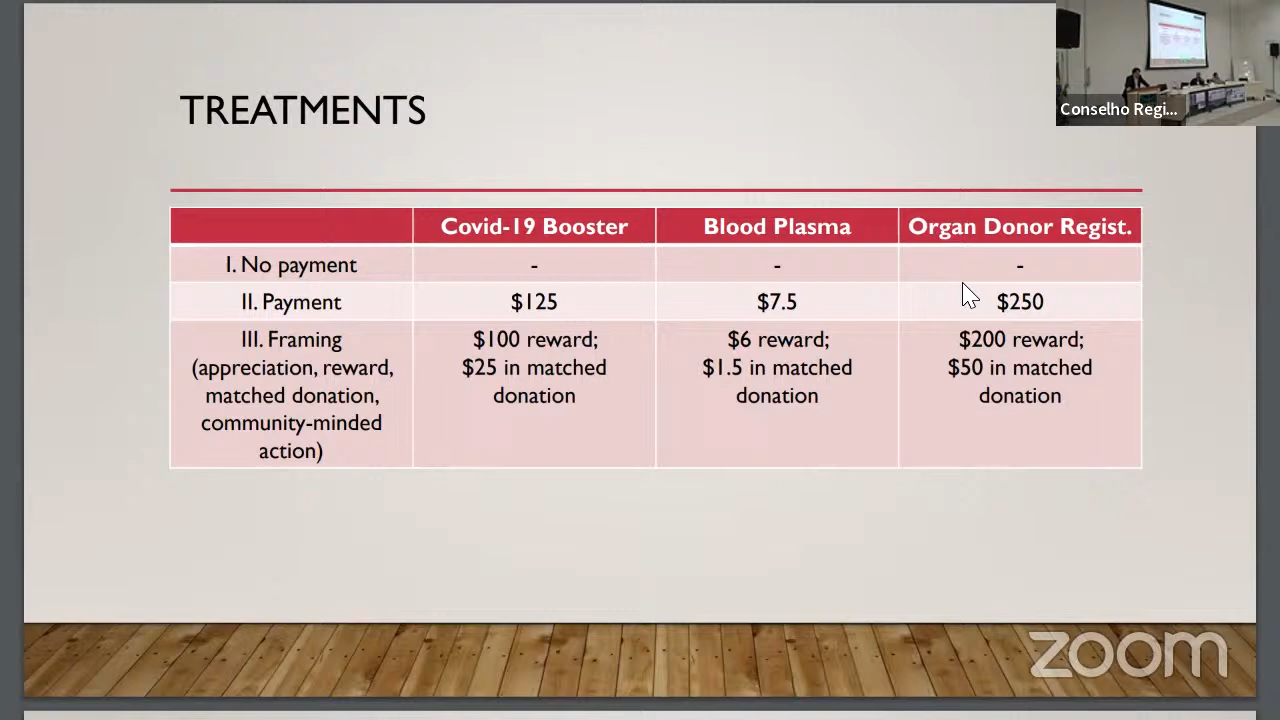 Conselho Regi...
TREATMENTS
Covid-19 Booster Blood Plasma Organ Donor Regist.
I. No payment - - -
II. Payment $125 $7.5 $250
III. Framing $100 reward; $6 reward; $200 reward;
(appreciation, reward, $25 in matched $1.5 in matched $50 in matched
matched donation, donation donation donation
community-minded
action)
zoom